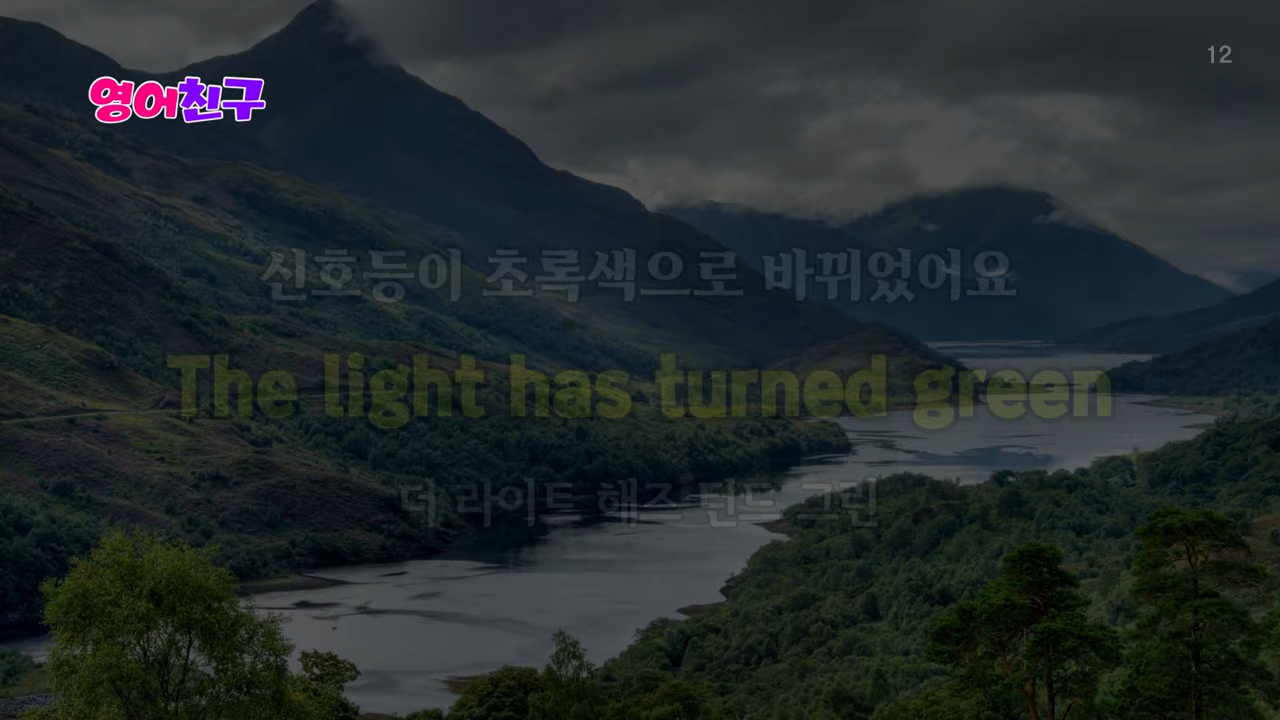 영어친구
12
신호등이 초록색으로 바뀌었어요
The light has turned green
더 라이트 헤즈 턴드 그린